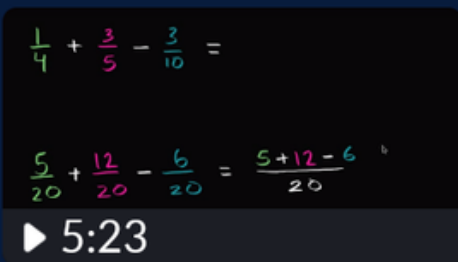 1/4 + 3/5 - 3/10 =
5/20 + 12/20 - 6/20 = 5+12-6/20
5:23